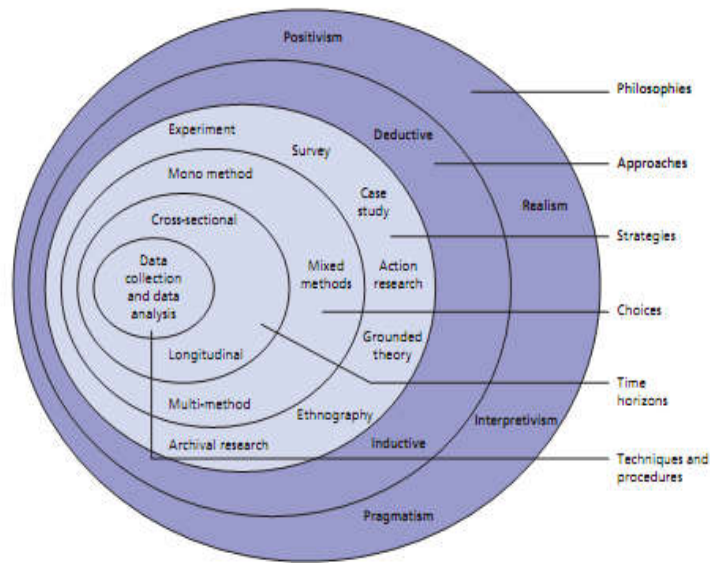 Positivism
Philosophies
Experiment
Deductive
Survey
Approaches
Mono method
Case
study
Realism
Cross-sectional
Strategies
Data
collection
and data
analysis
Mixed
methods
Action
research
Choices
Grounded
theory
Longitudinal
Time
horizons
Multi-method
Ethnography
Interpretivism
Archival research
Inductive
Techniques and
procedures
Pragmatism